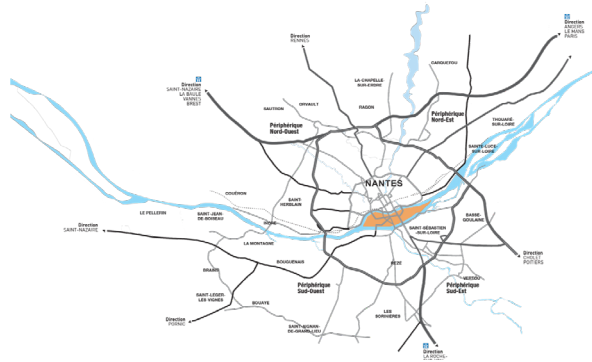 Direction
ANGERS
LE MANS
PARIS
Direction
RENNES
CARQUEFOU
LA-CHAPELLE-
SUR-ERDRE
Direction
SAINT-NAZAIRE
LA BAULE
VANNES
BREST
ORVAULT
SAUTRON
RAGON
THOUARÉ-
SUR-LOIRE
Périphérique
Nord-Ouest
Périphérique
Nord-Est
SAINTE-LUCE
SUR-LOIRE
NANTES
COUËRON
SAINT-
HERBLAIN
LE PELLERIN
SAINT-JEAN
DE-BOISEAU
INDRE
BASSE-
GOULAINE
SAINT-SÉBASTIEN
-SUR-LOIRE
Direction
SAINT-NAZAIRE
LA MONTAGNE
BOUGUENAIS
REZÉ
Direction
CHOLET
POITIERS
BRAINS
VERTOU
Périphérique
Sud-Ouest
Périphérique
Sud-Est
SAINT-LEGER-
LES VIGNES
BOUAYE
LES
SORINIÈRES
Direction
PORNIC
SAINT-AIGNAN-
DE-GRAND-LIEU
Direction
LA ROCHE-